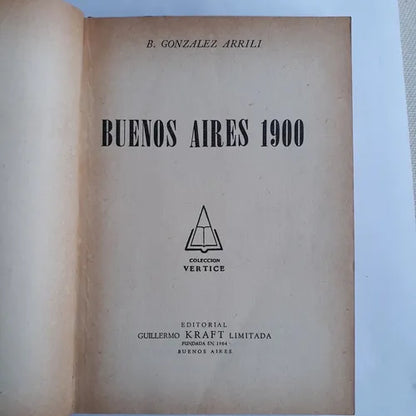 B. GONZALEZ ARRILI
BUENOS AIRES 1900
COLECCION
VERTICE
EDITORIAL
GUILLERMO KRAFT LIMITADA
FUNDADA EN 1864
BUENOS AIRES